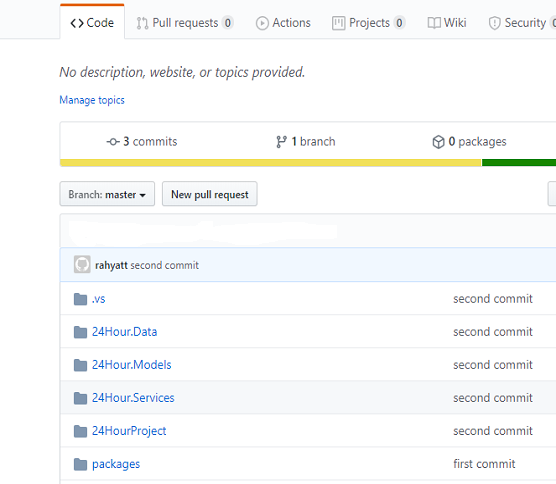 Code Pull requests 0 Actions Projects 0 Wiki Security
No description, website, or topics provided.
Manage topics
3 commits 1 branch 0 packages
Branch: master New pull request
rahyatt second commit
.vs second commit
24Hour.Data second commit
24Hour.Models second commit
24Hour.Services second commit
24HourProject second commit
packages first commit